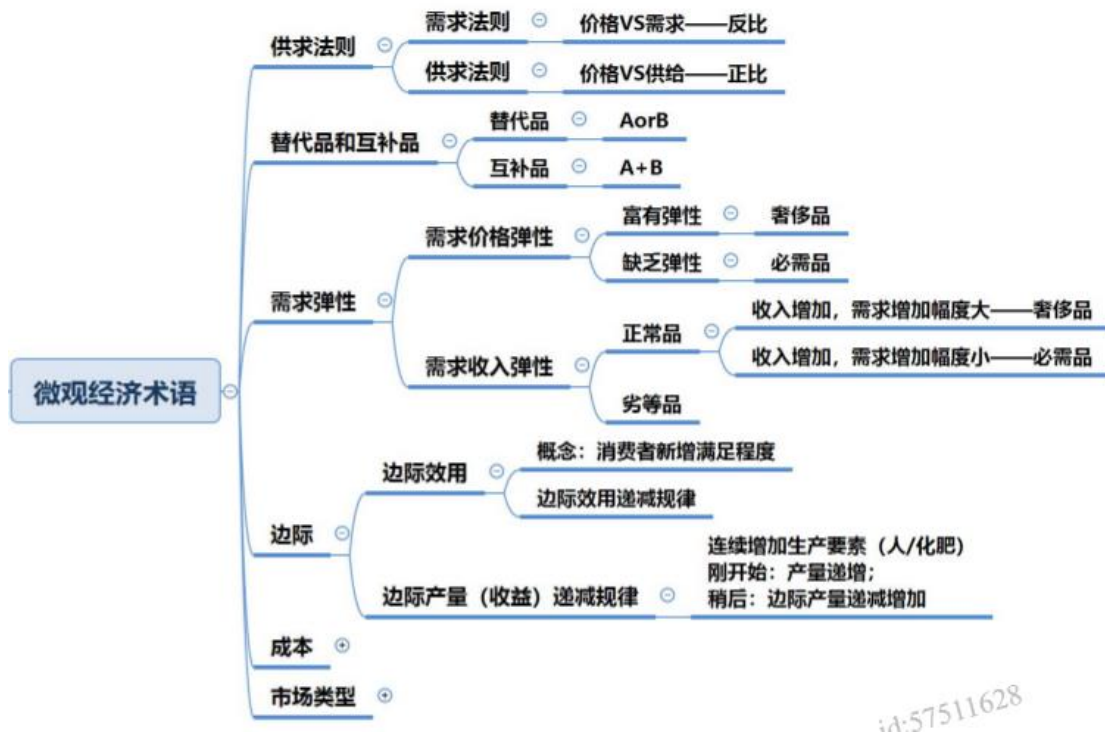 微观经济术语
供求法则
需求法则
价格VS需求——反比
供求法则
价格VS供给——正比
替代品和互补品
替代品
AorB
互补品
A+B
需求弹性
需求价格弹性
富有弹性
奢侈品
缺乏弹性
必需品
需求收入弹性
正常品
收入增加，需求增加幅度大——奢侈品
收入增加，需求增加幅度小——必需品
劣等品
边际
边际效用
概念：消费者新增满足程度
边际效用递减规律
边际产量（收益）递减规律
连续增加生产要素（人/化肥）
刚开始：产量递增；
稍后：边际产量递减增加
成本
市场类型
id:57511628